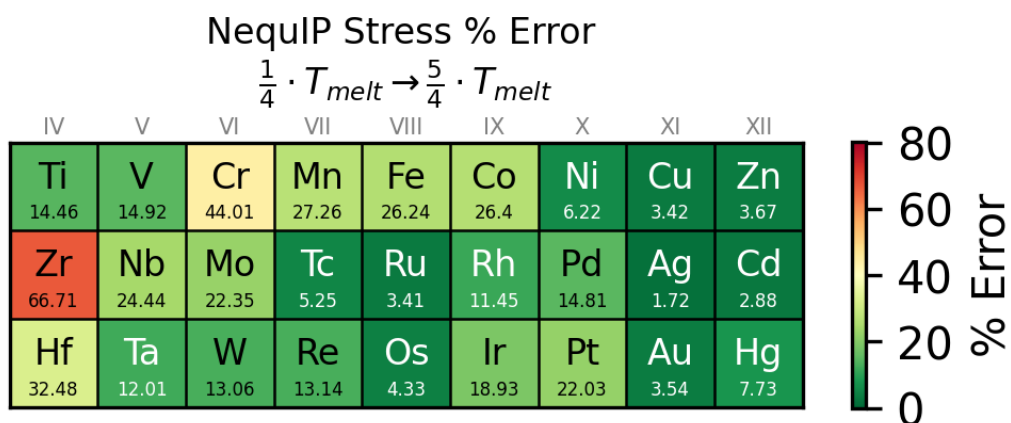 NequIP Stress % Error
1/4 · T_melt → 5/4 · T_melt
IV V VI VII VIII IX X XI XII
Ti V Cr Mn Fe Co Ni Cu Zn
14.46 14.92 44.01 27.26 26.24 26.4 6.22 3.42 3.67
Zr Nb Mo Tc Ru Rh Pd Ag Cd
66.71 24.44 22.35 5.25 3.41 11.45 14.81 1.72 2.88
Hf Ta W Re Os Ir Pt Au Hg
32.48 12.01 13.06 13.14 4.33 18.93 22.03 3.54 7.73
80
60
40
20
0
% Error